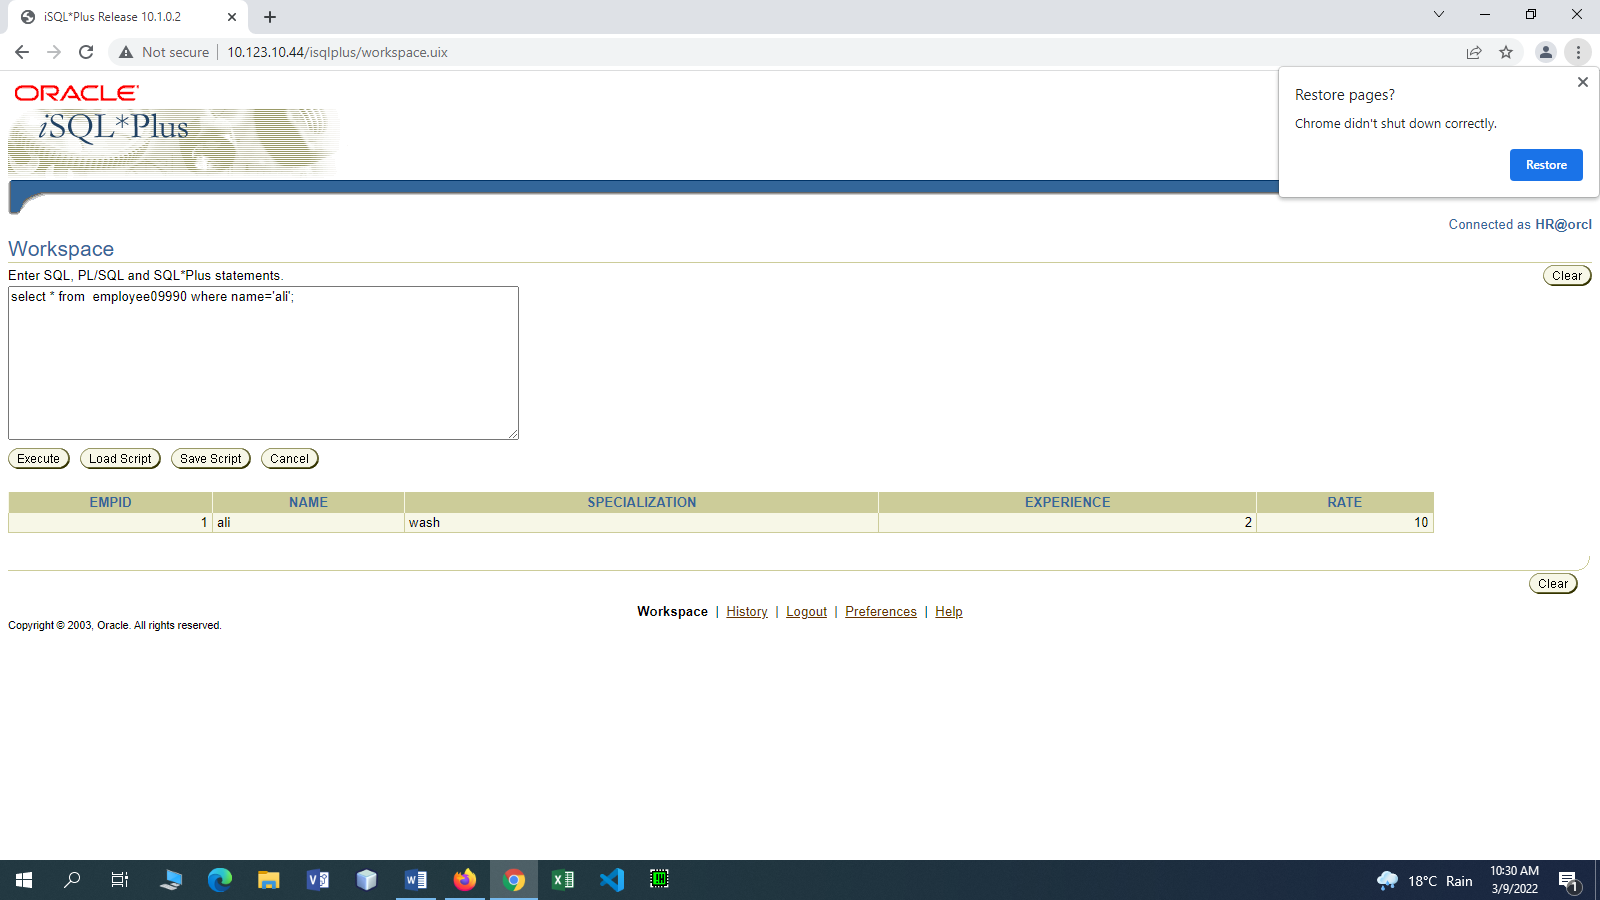 iSQL*Plus Release 10.1.0.2
Not secure
10.123.10.44/isqlplus/workspace.uix
ORACLE
iSQL*Plus
Restore pages?
Chrome didn't shut down correctly.
Restore
Connected as HR@orcl
Workspace
Enter SQL, PL/SQL and SQL*Plus statements.
Clear
select * from  employee09990 where name='ali';
Execute Load Script Save Script Cancel
EMPID NAME SPECIALIZATION EXPERIENCE RATE
1 ali wash 2 10
Clear
Workspace | History | Logout | Preferences | Help
Copyright © 2003, Oracle. All rights reserved.
18°C Rain
10:30 AM
3/9/2022
1